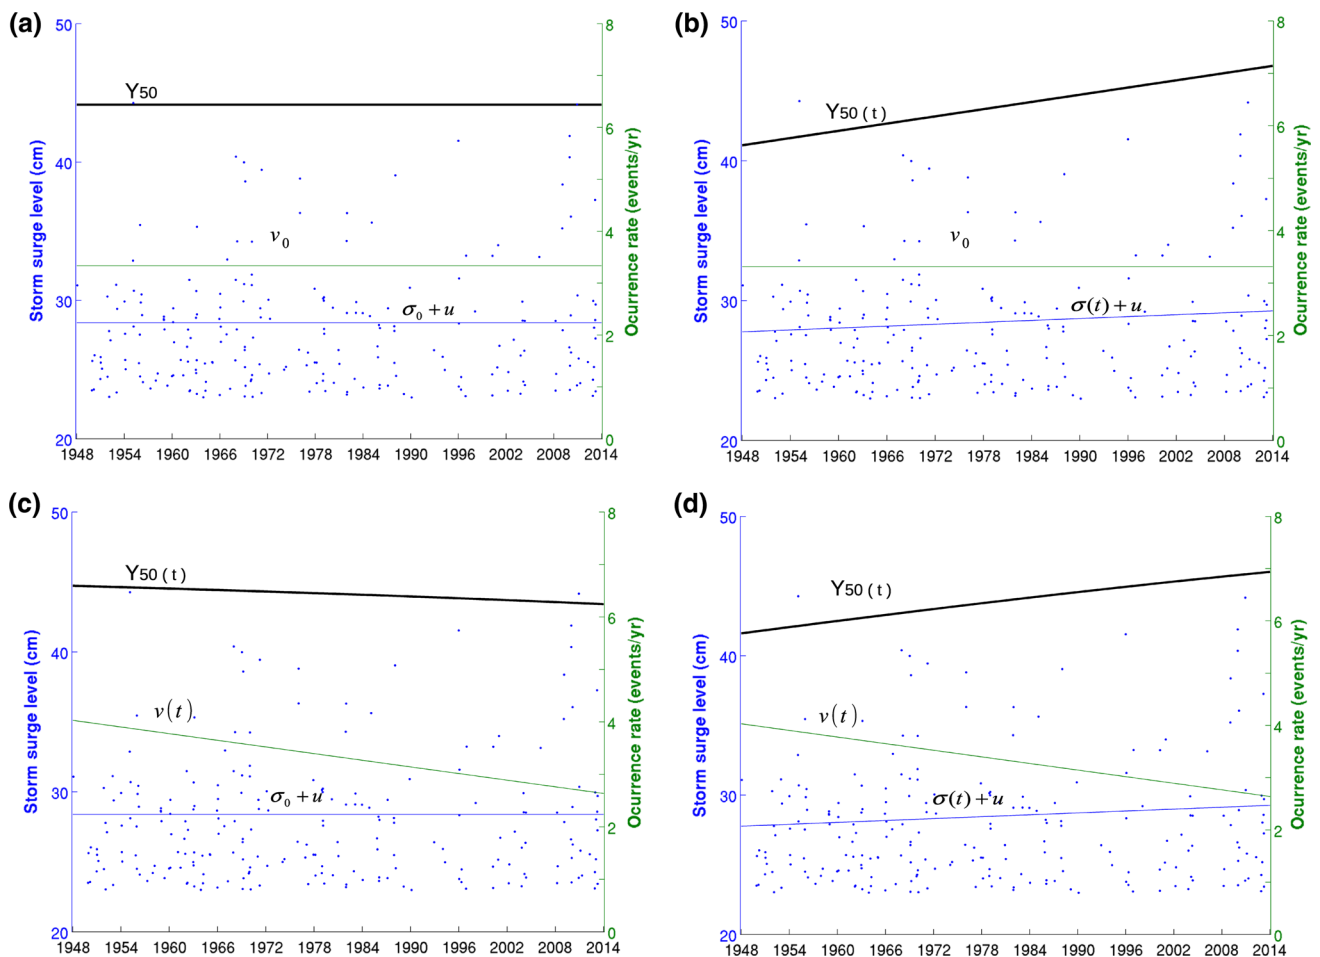 (a)
50
40
30
20
Storm surge level (cm)
Y50
ν0
σ0 + u
8
6
4
2
0
Ocurrence rate (events/yr)
1948 1954 1960 1966 1972 1978 1984 1990 1996 2002 2008 2014
(b)
50
40
30
20
Storm surge level (cm)
Y50 (t)
ν0
σ(t) + u
8
6
4
2
0
Ocurrence rate (events/yr)
1948 1954 1960 1966 1972 1978 1984 1990 1996 2002 2008 2014
(c)
50
40
30
20
Storm surge level (cm)
Y50 (t)
ν(t)
σ0 + u
8
6
4
2
0
Ocurrence rate (events/yr)
1948 1954 1960 1966 1972 1978 1984 1990 1996 2002 2008 2014
(d)
50
40
30
20
Storm surge level (cm)
Y50 (t)
ν(t)
σ(t) + u
8
6
4
2
0
Ocurrence rate (events/yr)
1948 1954 1960 1966 1972 1978 1984 1990 1996 2002 2008 2014